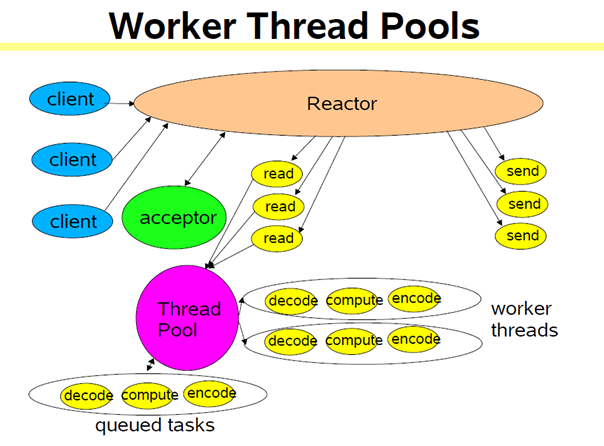 Worker Thread Pools
client
Reactor
client
read
send
client
acceptor
read
send
read
send
Thread
Pool
decode compute encode
worker
threads
decode compute encode
decode compute encode
queued tasks